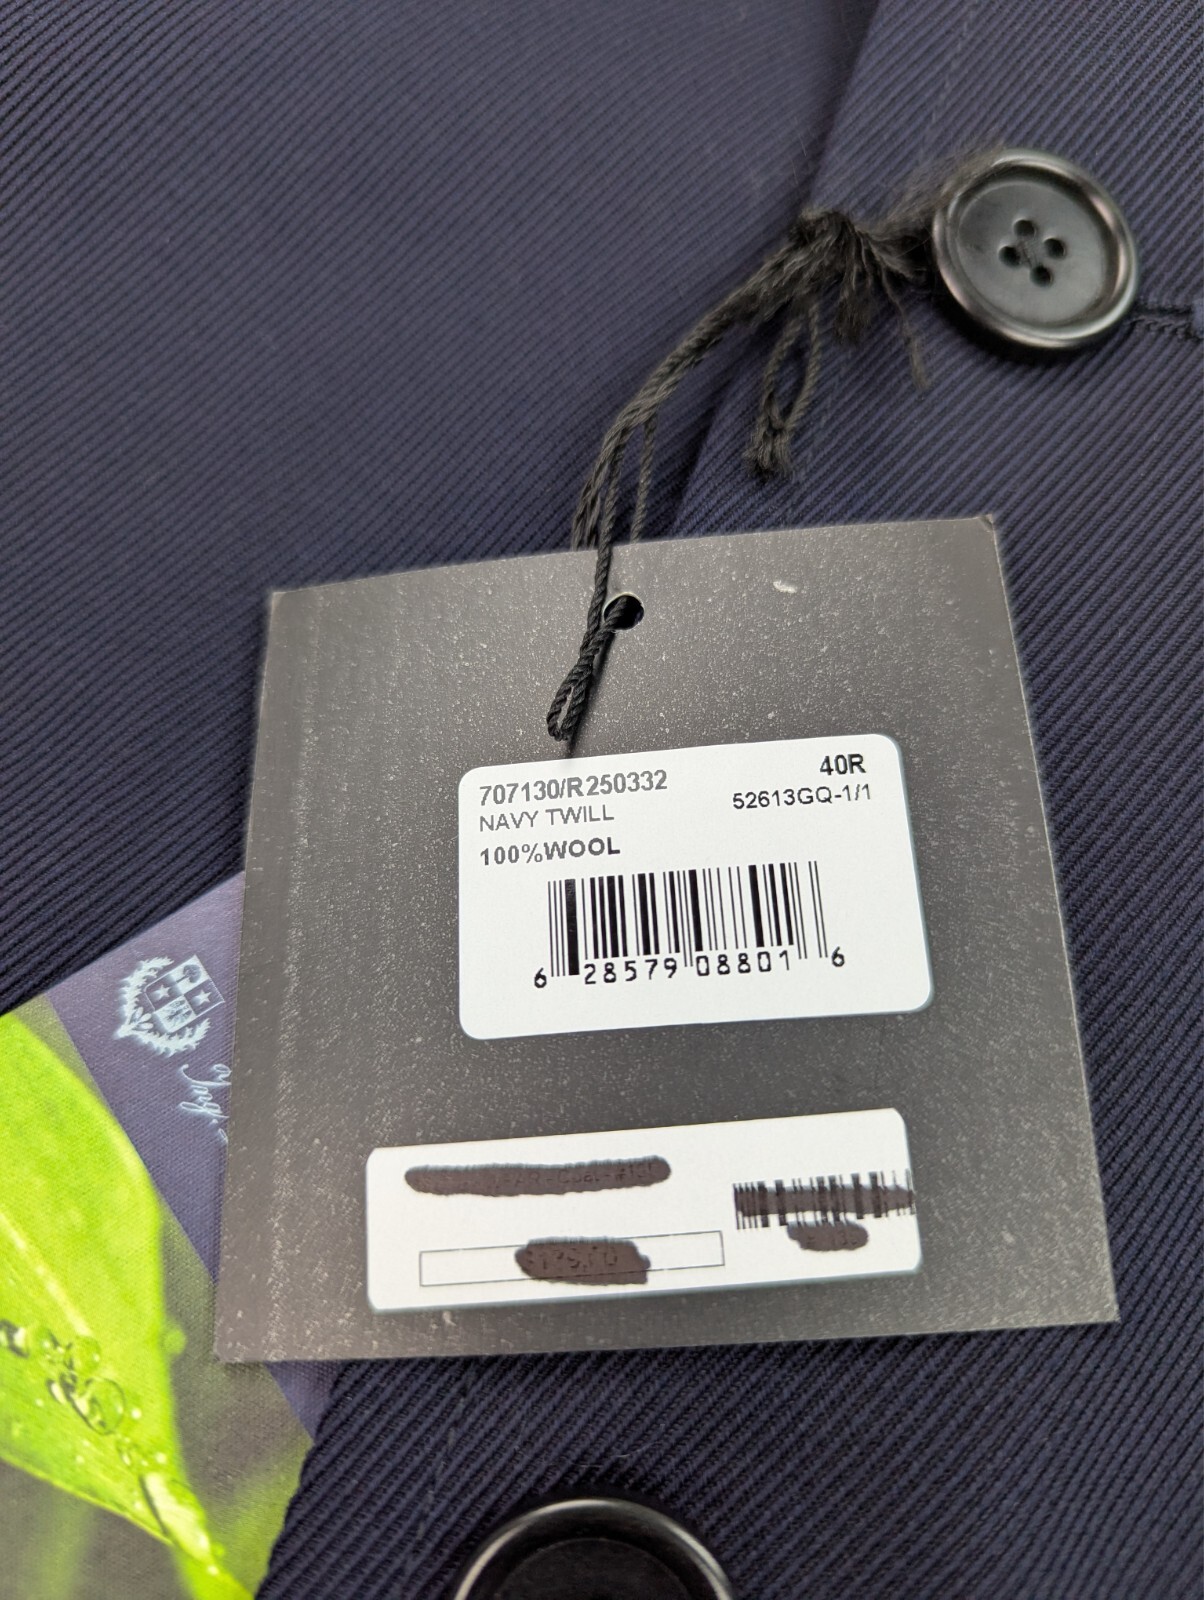 707130/R250332 40R
NAVY TWILL 52613GQ-1/1
100%WOOL
6 28579 08801 6